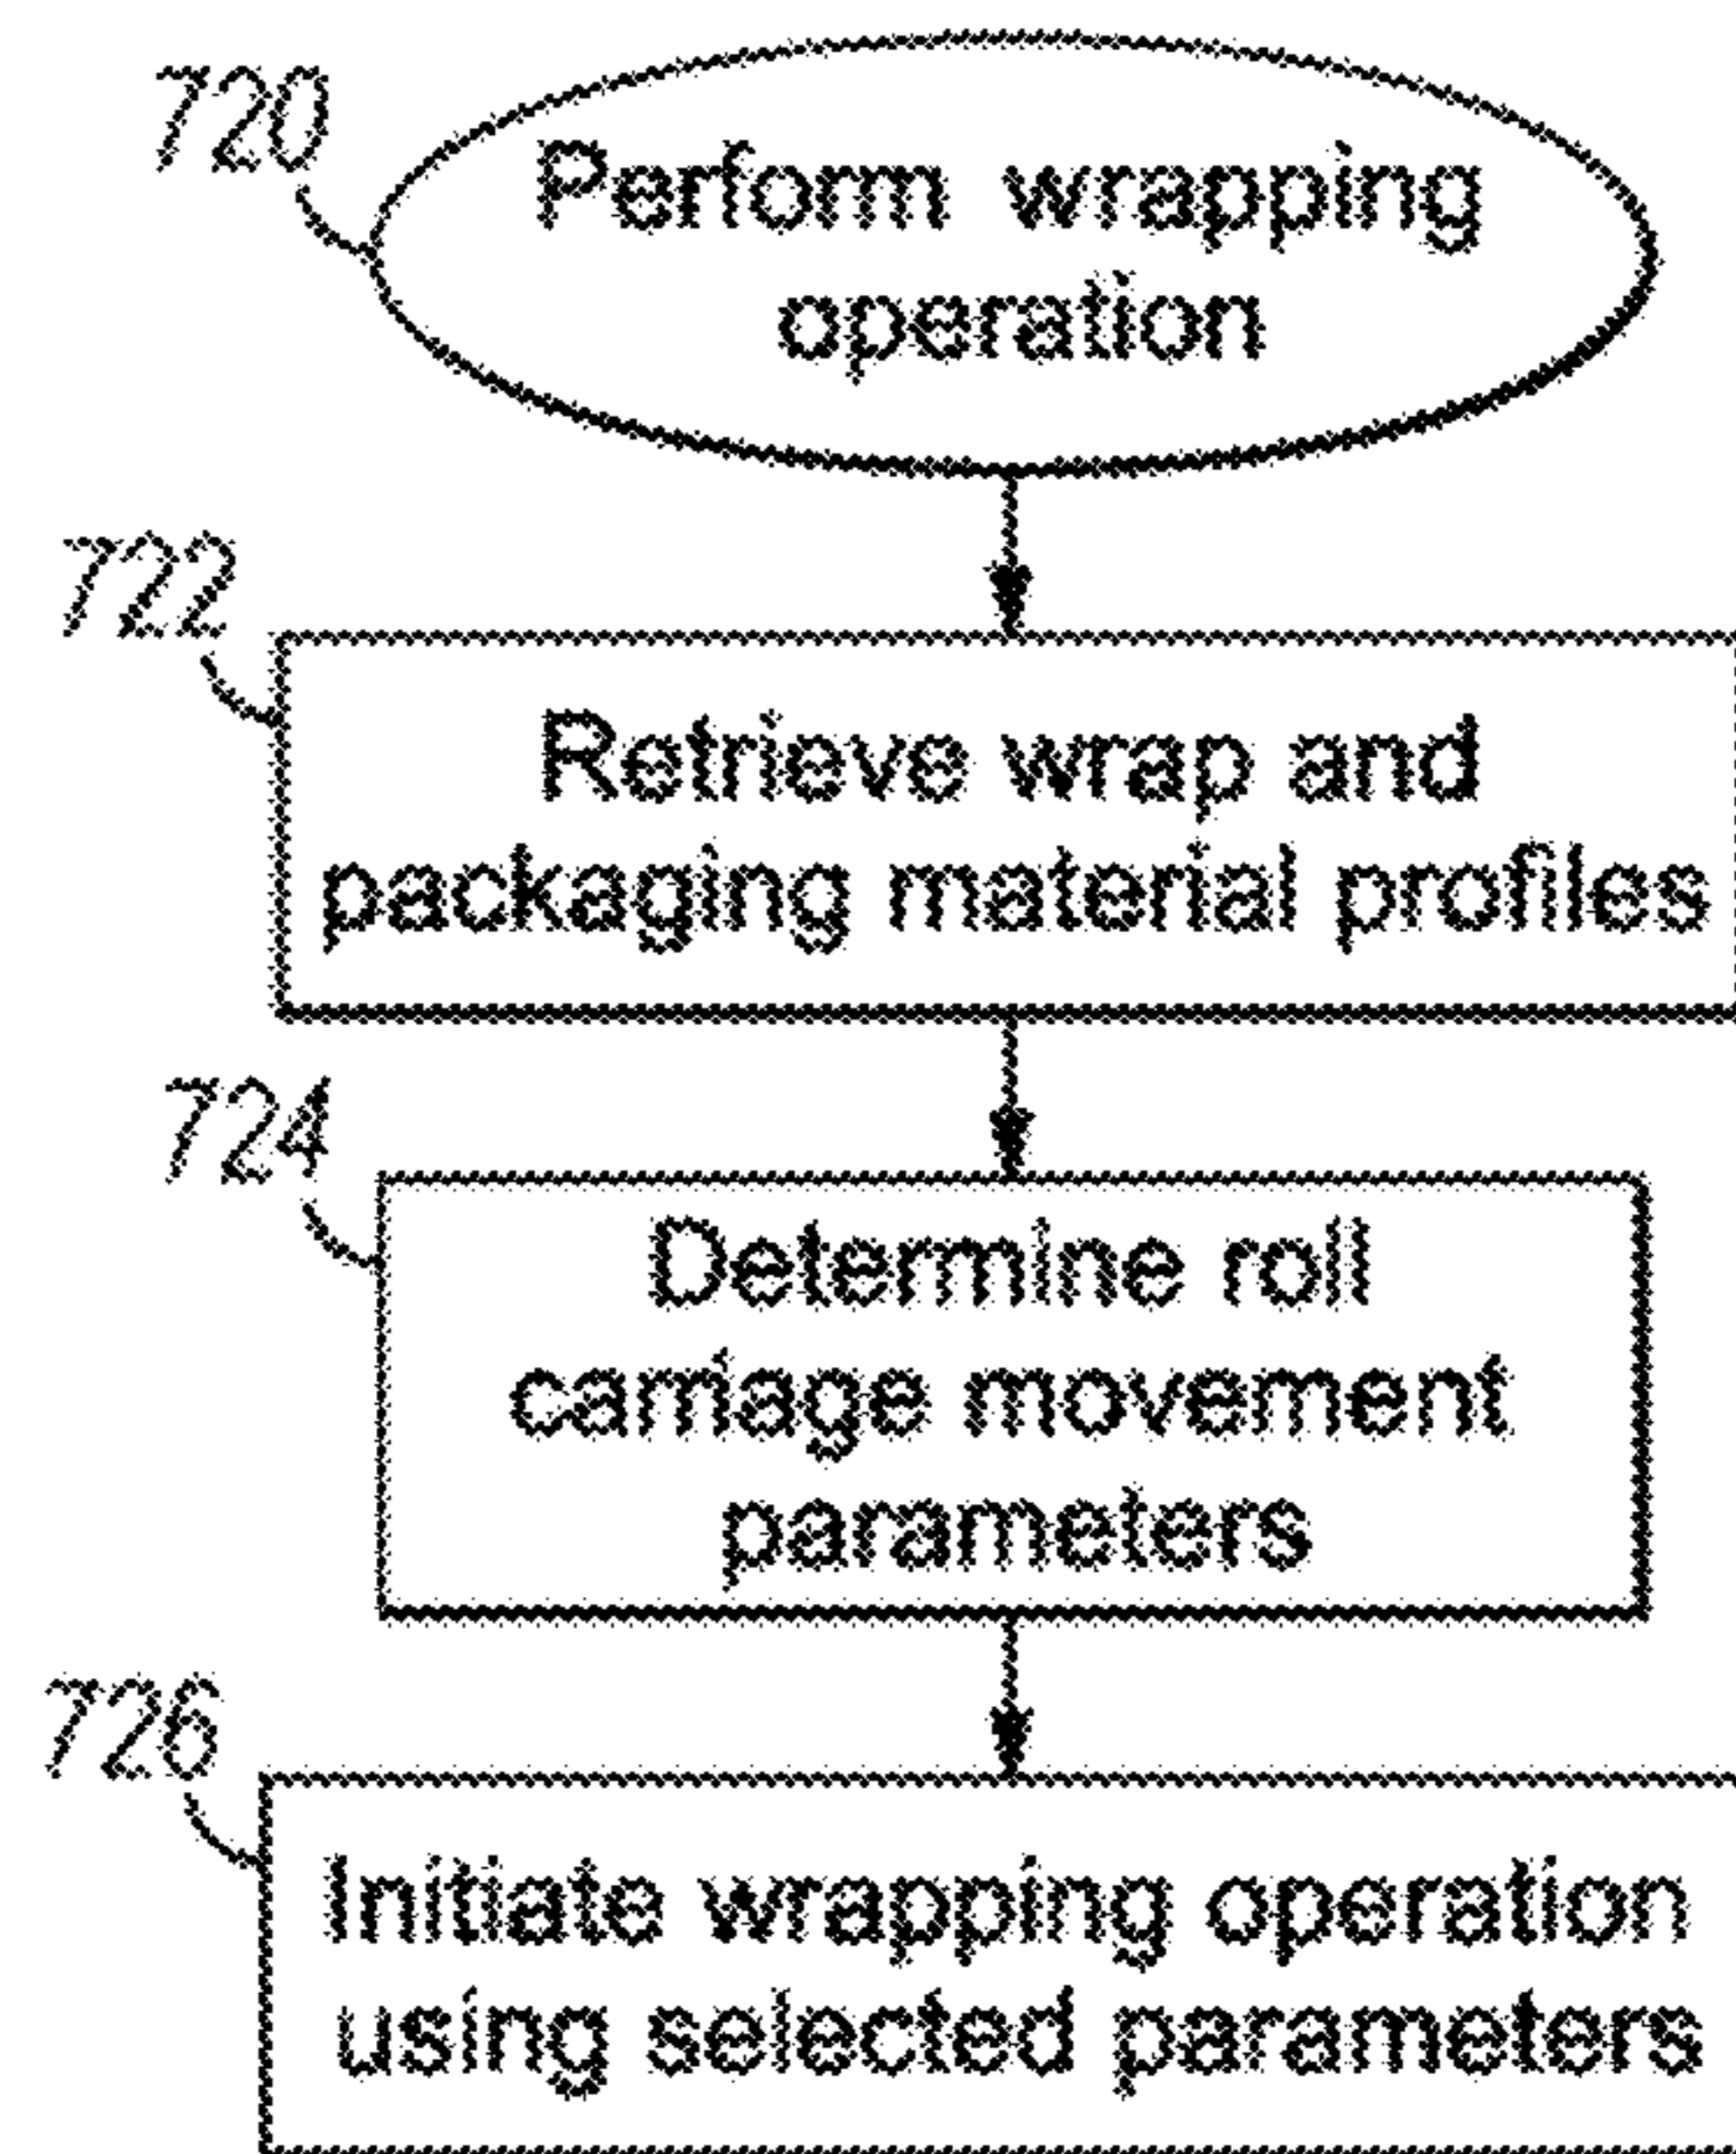 720
Perform wrapping
operation
722
Retrieve wrap and
packaging material profiles
724
Determine roll
carriage movement
parameters
726
Initiate wrapping operation
using selected parameters